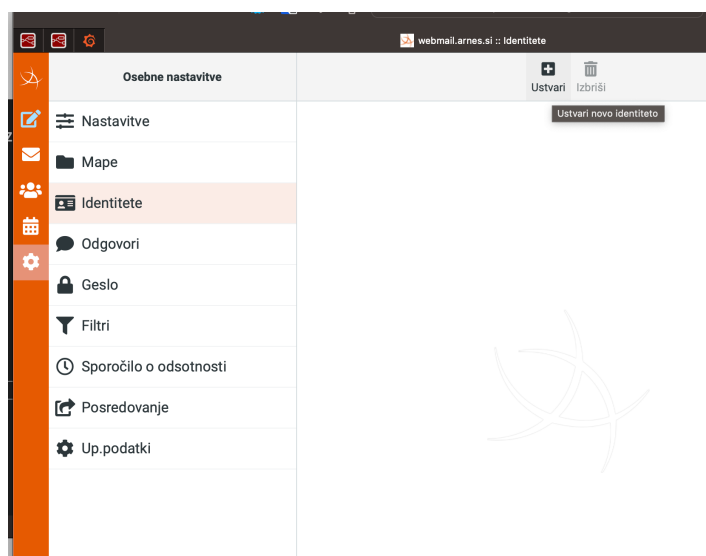 webmail.arnes.si :: Identitete
Osebne nastavitve
Ustvari Izbriši
Ustvari novo identiteto
Nastavitve
Mape
Identitete
Odgovori
Geslo
Filtri
Sporočilo o odsotnosti
Posredovanje
Up.podatki